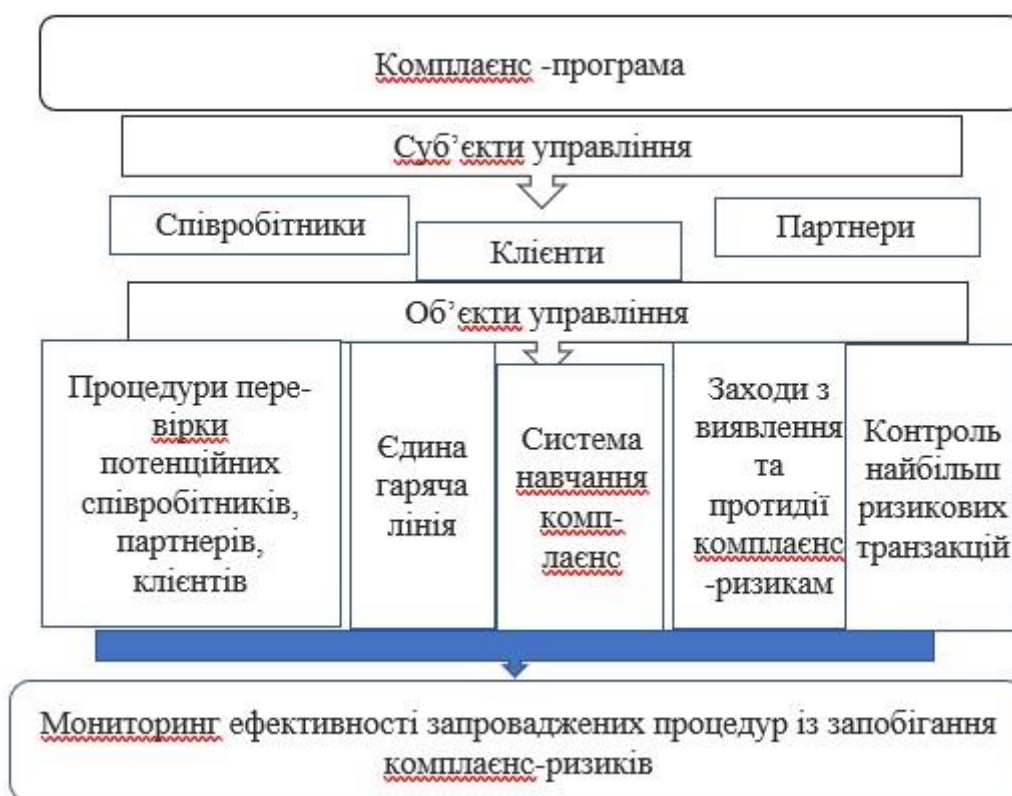 Комплаєнс -програма
Суб’єкти управління
Співробітники
Клієнти
Партнери
Об’єкти управління
Процедури пере-
вірки
потенційних
співробітників,
партнерів,
клієнтів
Єдина
гаряча
лінія
Система
навчання
комп-
лаєнс
Заходи з
виявлення
та
протидії
комплаєнс
-ризикам
Контроль
найбільш
ризикових
транзакцій
Мониторинг ефективності запроваджених процедур із запобігання
комплаєнс-ризиків